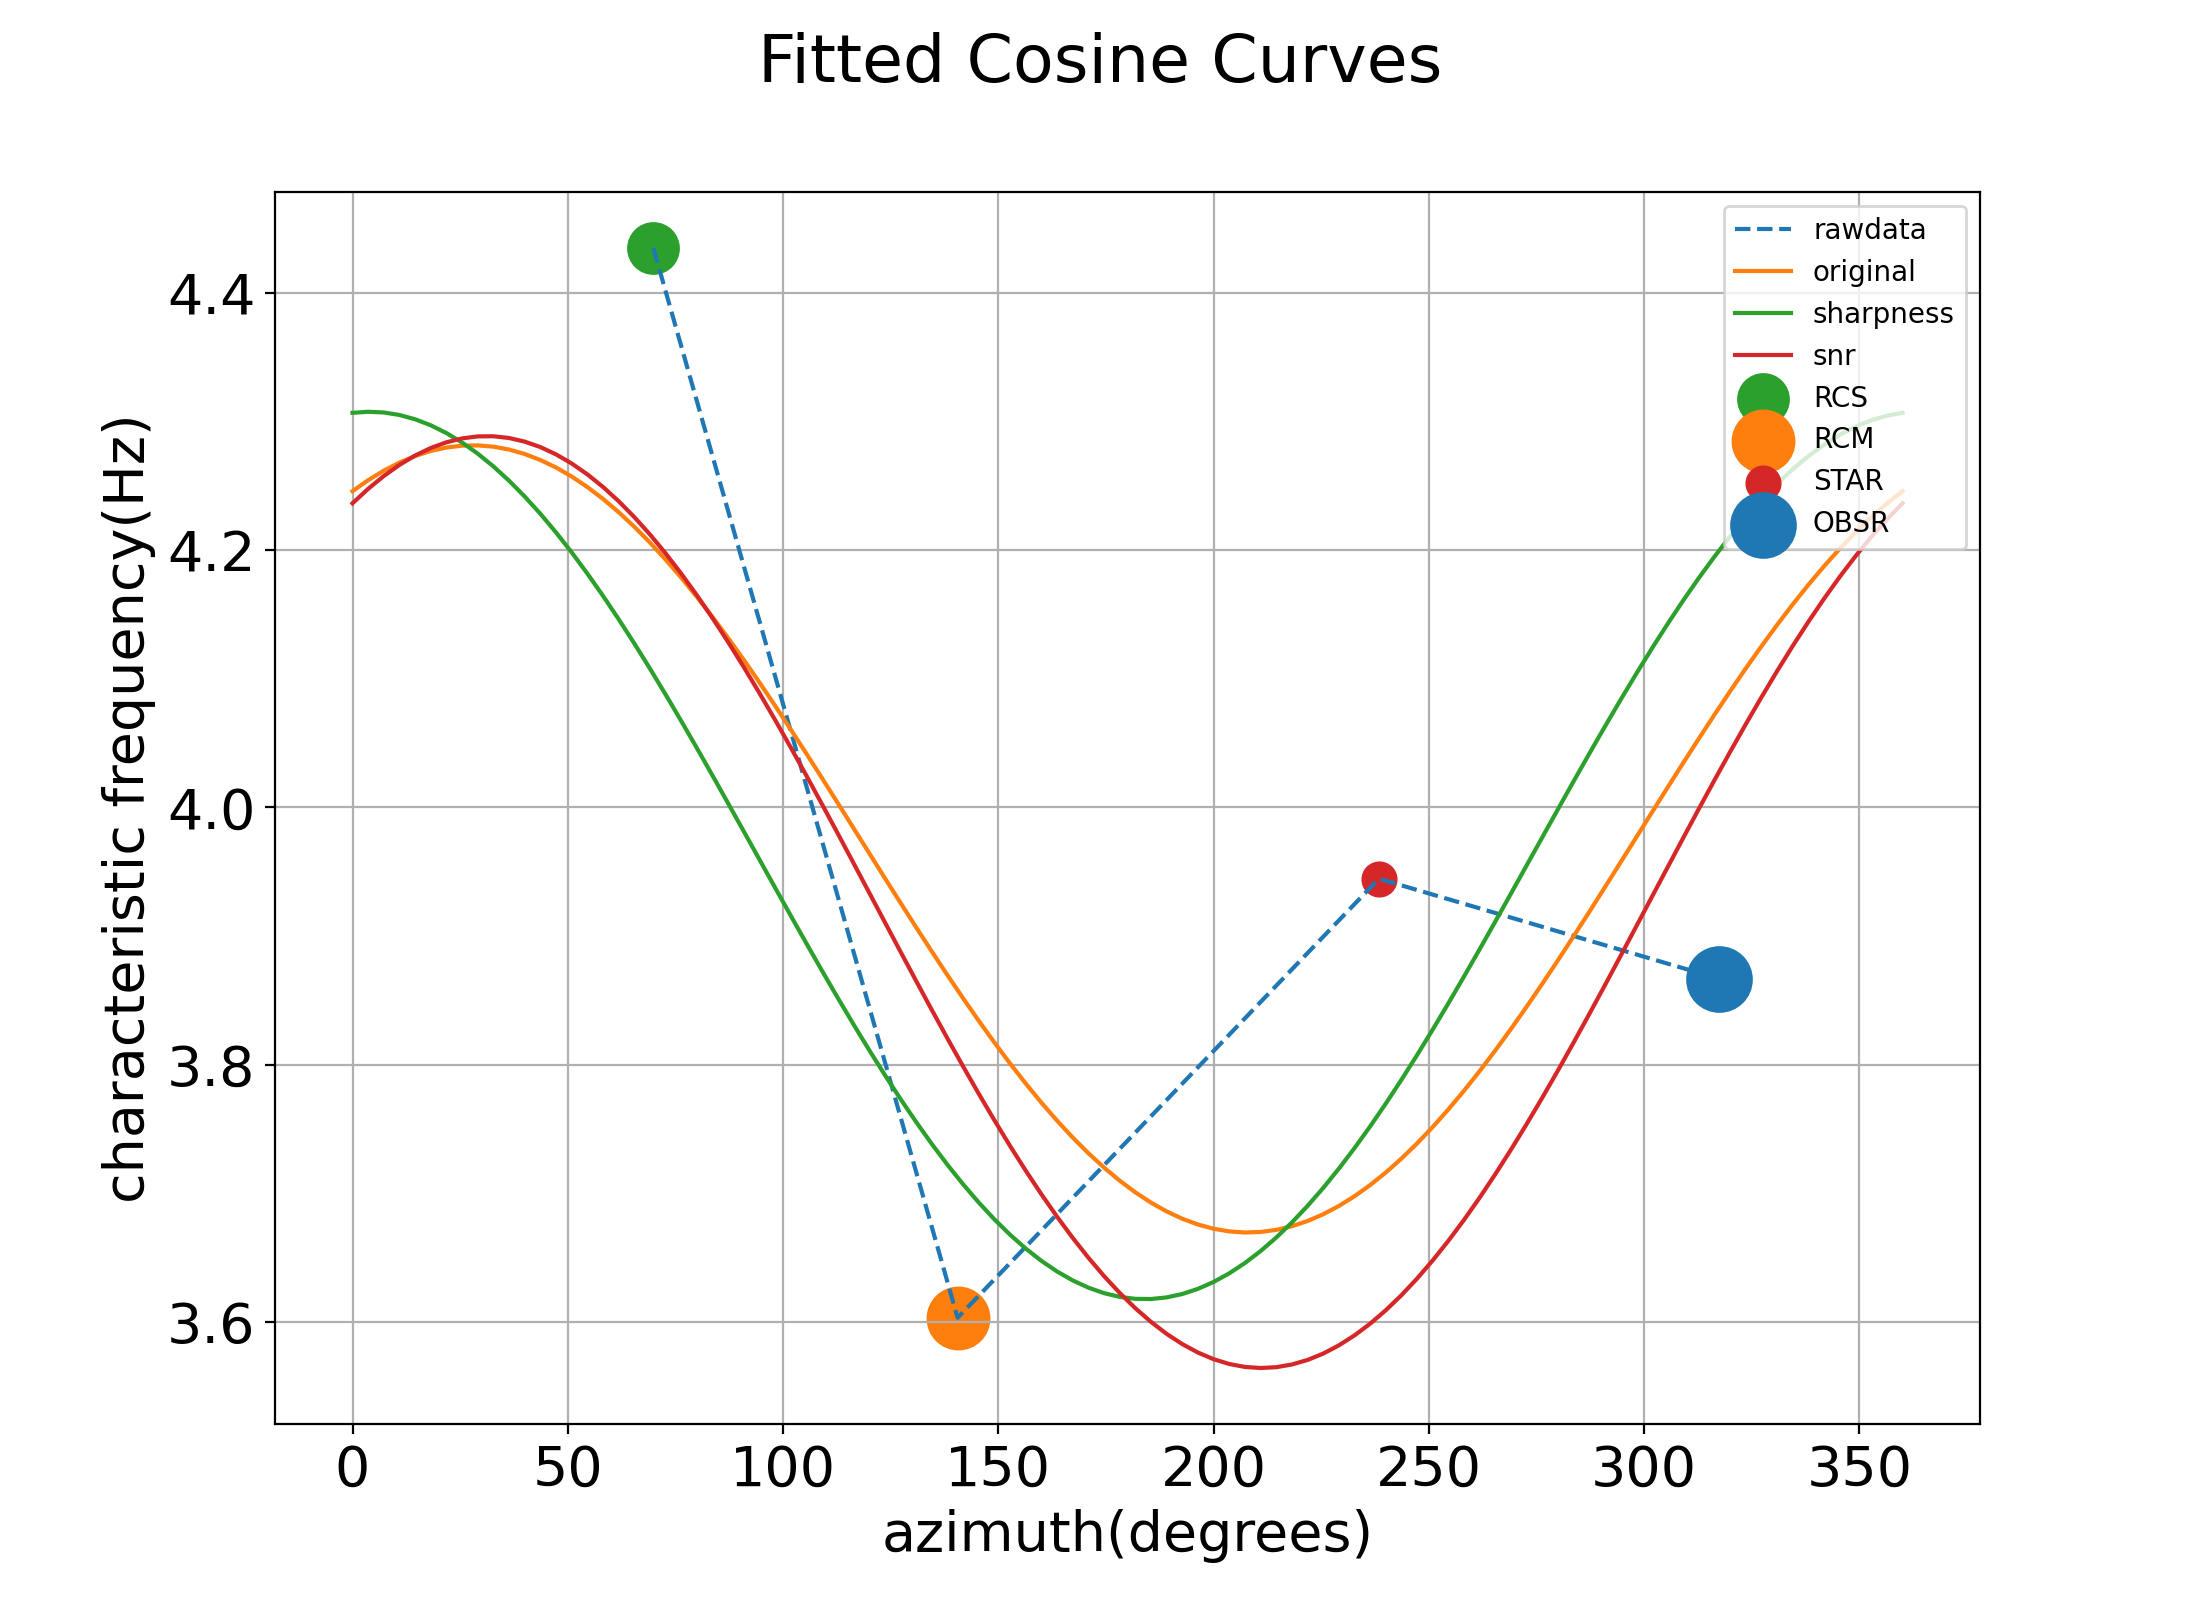 Fitted Cosine Curves
characteristic frequency(Hz)
4.4
4.2
4.0
3.8
3.6
rawdata
original
sharpness
snr
RCS
RCM
STAR
OBSR
0 50 100 150 200 250 300 350
azimuth(degrees)